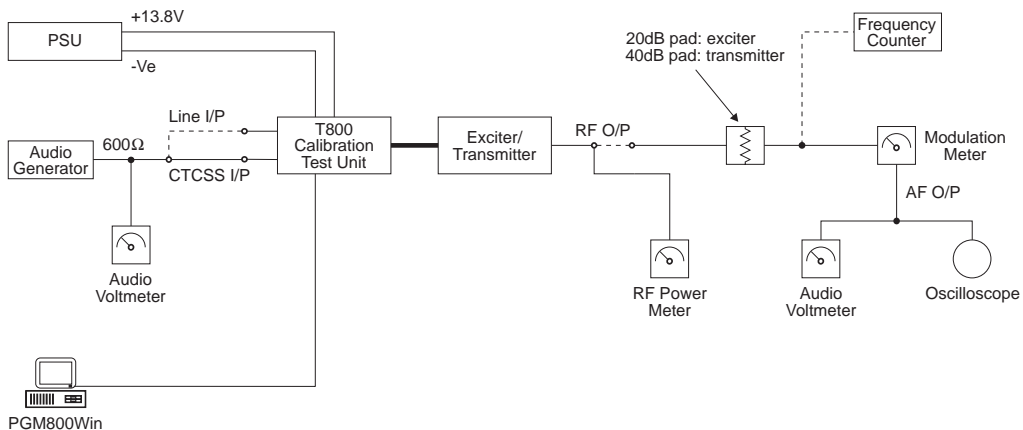 +13.8V
PSU
-Ve
Frequency
Counter
20dB pad: exciter
40dB pad: transmitter
Line I/P
T800
Calibration
Test Unit
Exciter/
Transmitter
RF O/P
Modulation
Meter
Audio
Generator
600Ω
CTCSS I/P
AF O/P
Audio
Voltmeter
RF Power
Meter
Audio
Voltmeter
Oscilloscope
PGM800Win